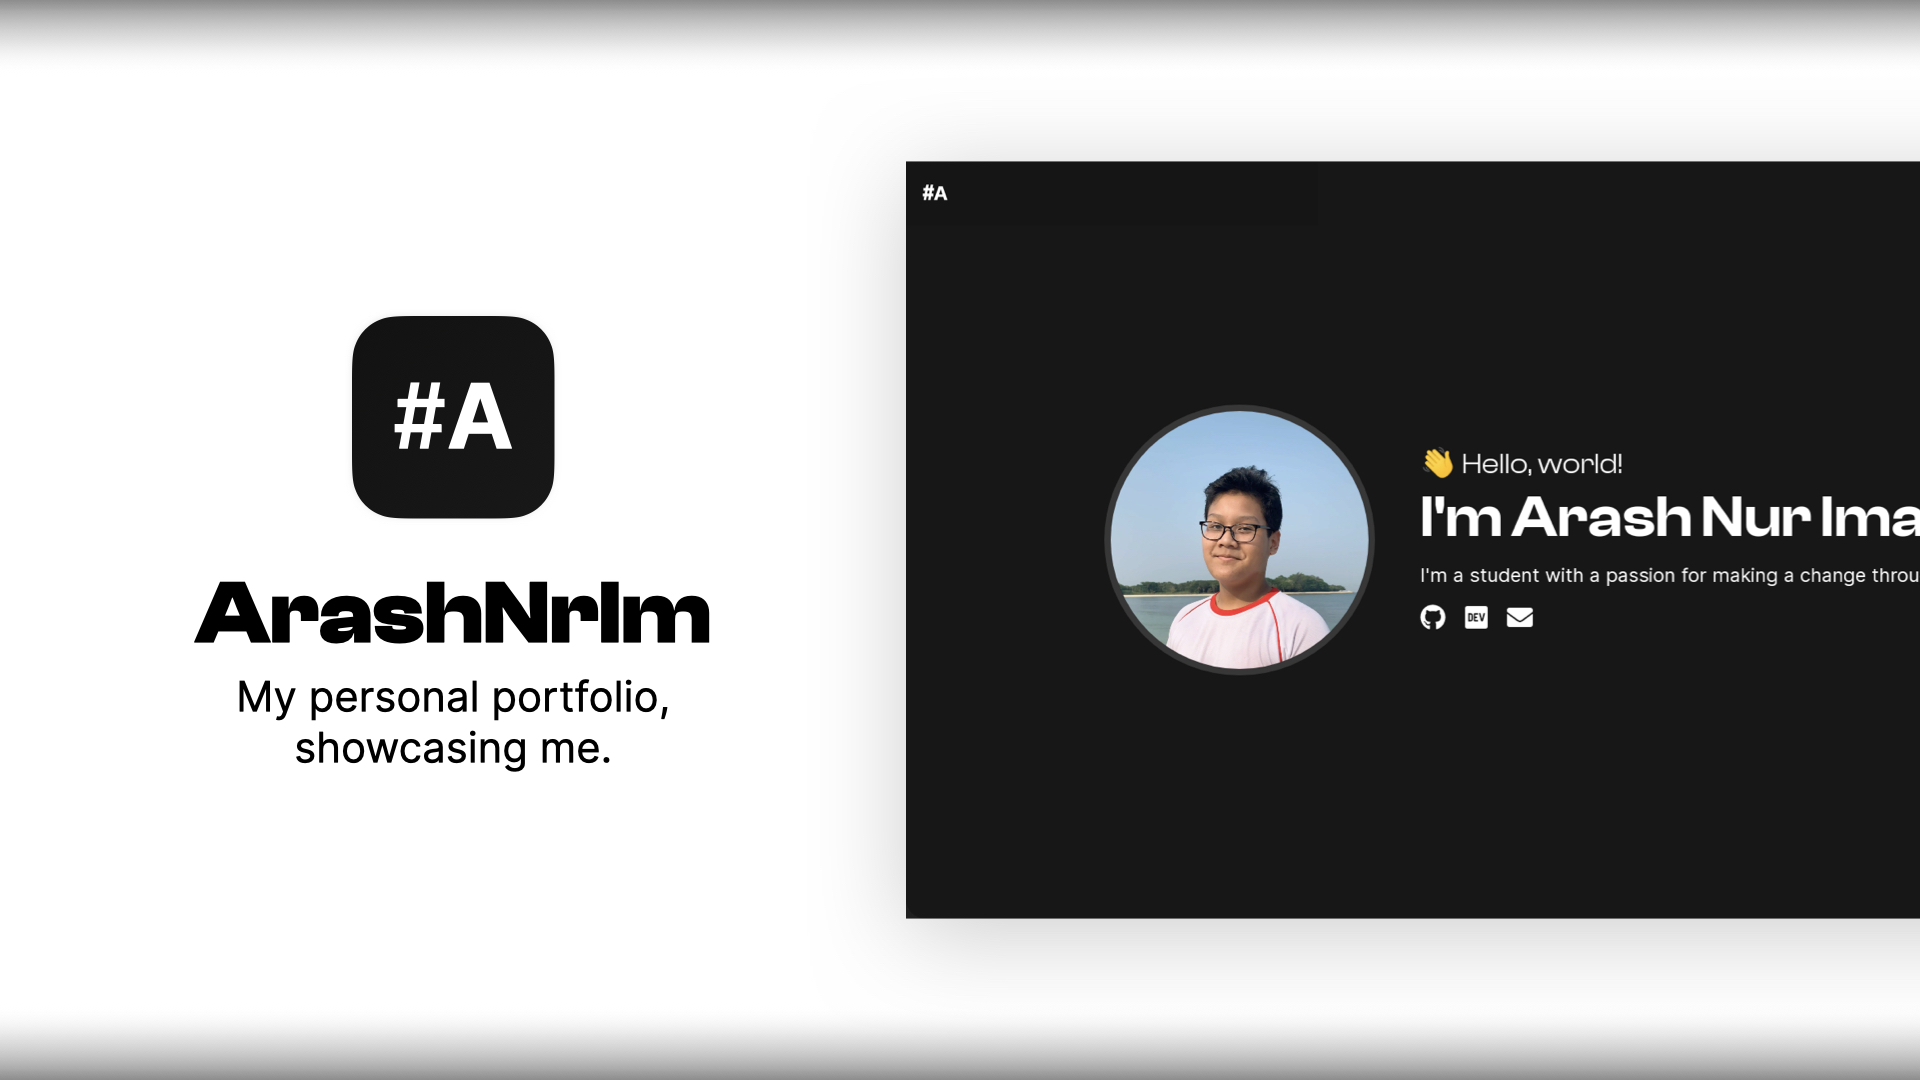 #A
ArashNrIm
My personal portfolio,
showcasing me.
#A
👋 Hello, world!
I'm Arash Nur Ima
I'm a student with a passion for making a change throu
DEV